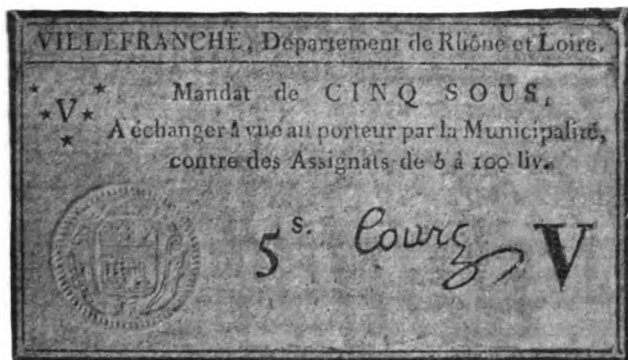 VILLEFRANCHE, Département de Rhône et Loire.
V Mandat de CINQ SOUS,
A échanger à vue au porteur par la Municipalité,
contre des Assignats de 5 à 100 liv.
5 s. V